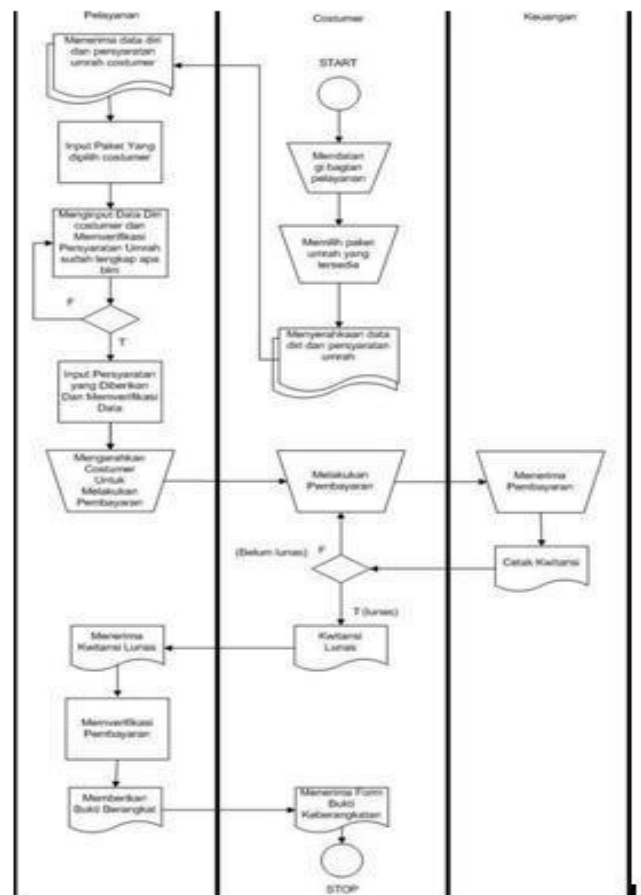 Pelayanan
Costumer
Keuangan
Menerima data diri
dan persyaratan
umrah costumer
START
Input Paket Yang
dipilih costumer
Mendatan
gi bagian
pelayanan
Menginput Data Diri
costumer dan
Memverifikasi
Persyaratan Umrah
sudah lengkap apa
blm
Memilih paket
umrah yang
tersedia
F
T
Menyerahkaan data
diri dan persyaratan
umrah
Input Persyaratan
yang Diberikan
Dan Memverifikasi
Data
Mengarahkan
Costumer
Untuk
Melakukan
Pembayaran
Melakukan
Pembayaran
Menerima
Pembayaran
(Belum lunas) F
Cetak Kwitansi
T (lunas)
Menerima
Kwitansi Lunas
Kwitansi
Lunas
Memverifikasi
Pembayaran
Memberikan
Bukti Berangkat
Menerima Form
Bukti
Keberangkatan
STOP